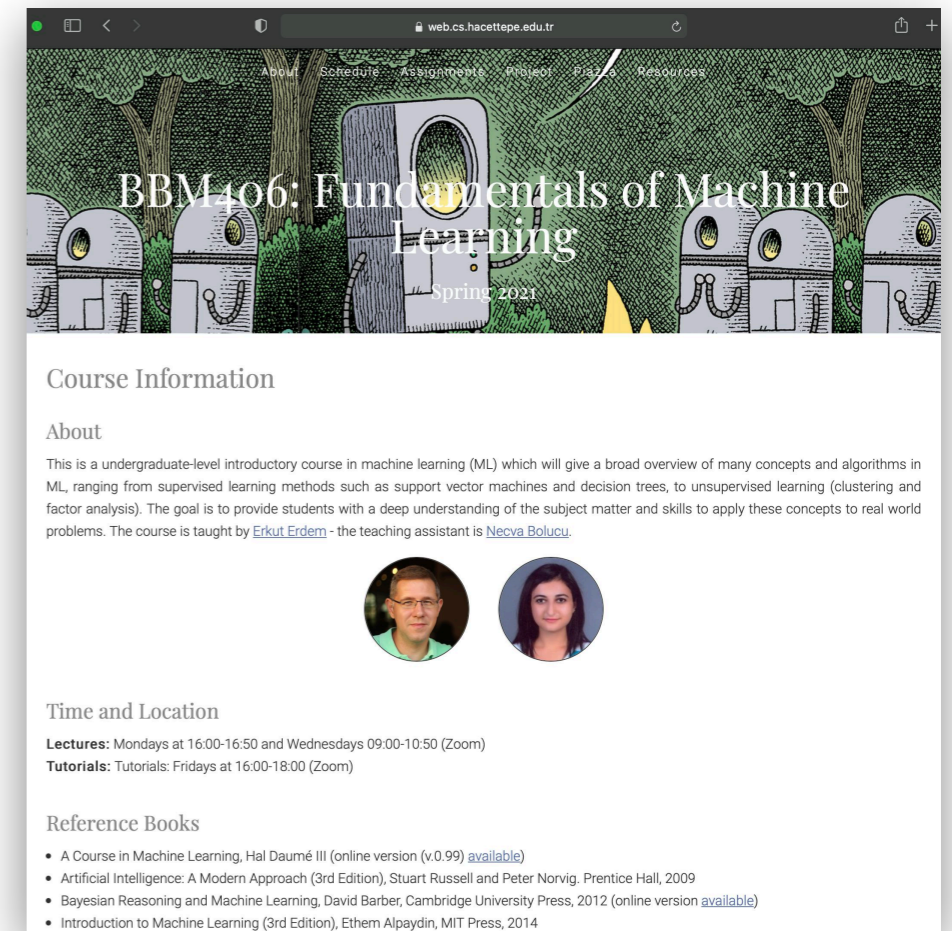 web.cs.hacettepe.edu.tr
About Schedule Assignments Project Piazza Resources
BBM406: Fundamentals of Machine
Learning
Spring 2021
Course Information
About
This is a undergraduate-level introductory course in machine learning (ML) which will give a broad overview of many concepts and algorithms in
ML, ranging from supervised learning methods such as support vector machines and decision trees, to unsupervised learning (clustering and
factor analysis). The goal is to provide students with a deep understanding of the subject matter and skills to apply these concepts to real world
problems. The course is taught by Erkut Erdem - the teaching assistant is Necva Bolucu.
Time and Location
Lectures: Mondays at 16:00-16:50 and Wednesdays 09:00-10:50 (Zoom)
Tutorials: Tutorials: Fridays at 16:00-18:00 (Zoom)
Reference Books
• A Course in Machine Learning, Hal Daumé III (online version (v.0.99) available)
• Artificial Intelligence: A Modern Approach (3rd Edition), Stuart Russell and Peter Norvig. Prentice Hall, 2009
• Bayesian Reasoning and Machine Learning, David Barber, Cambridge University Press, 2012 (online version available)
• Introduction to Machine Learning (3rd Edition), Ethem Alpaydin, MIT Press, 2014